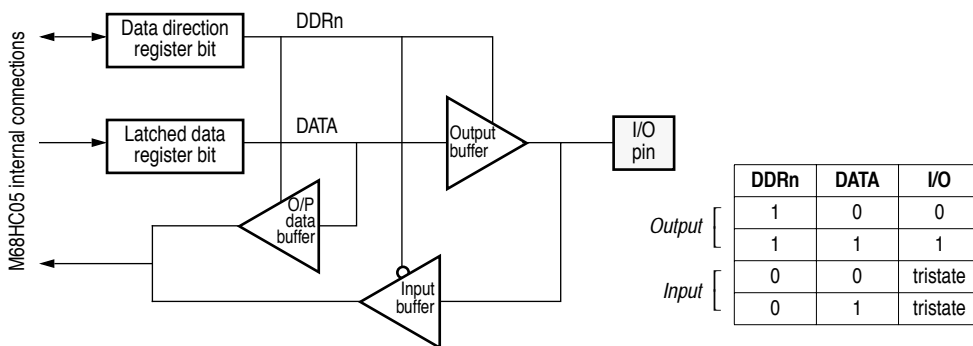 M68HC05 internal connections
Data direction
register bit
DDRn
Latched data
register bit
DATA
Output
buffer
I/O
pin
O/P
data
buffer
Input
buffer
DDRn DATA I/O
Output
1 0 0
1 1 1
Input
0 0 tristate
0 1 tristate